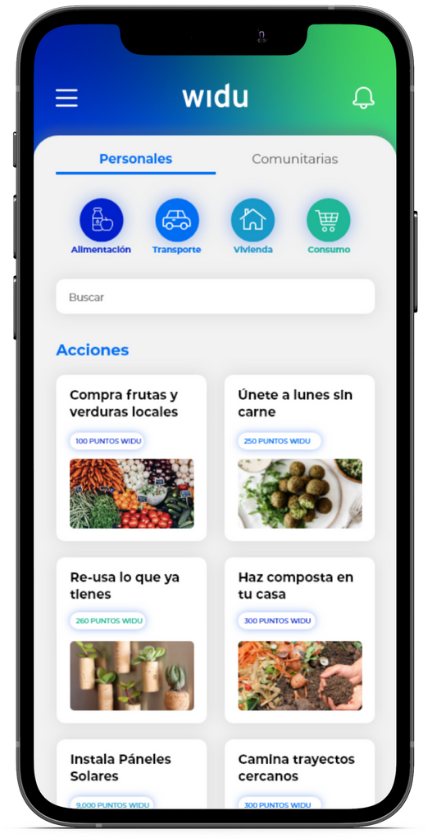 widu
Personales
Comunitarias
Alimentación
Transporte
Vivienda
Consumo
Buscar
Acciones
Compra frutas y
verduras locales
100 PUNTOS WIDU
Únete a lunes sin
carne
250 PUNTOS WIDU
Re-usa lo que ya
tienes
260 PUNTOS WIDU
Haz composta en
tu casa
300 PUNTOS WIDU
Instala Páneles
Solares
9,000 PUNTOS WIDU
Camina trayectos
cercanos
300 PUNTOS WIDU